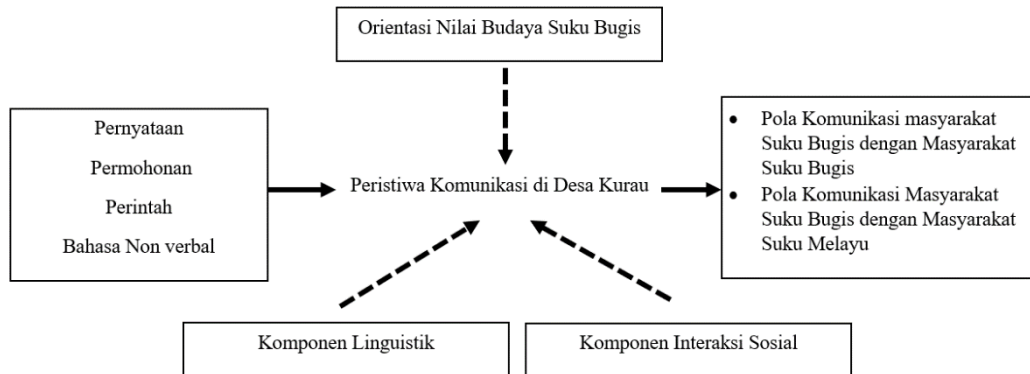 Orientasi Nilai Budaya Suku Bugis
Pernyataan
Permohonan
Perintah
Bahasa Non verbal
Peristiwa Komunikasi di Desa Kurau
• Pola Komunikasi masyarakat
Suku Bugis dengan Masyarakat
Suku Bugis
• Pola Komunikasi Masyarakat
Suku Bugis dengan Masyarakat
Suku Melayu
Komponen Linguistik
Komponen Interaksi Sosial